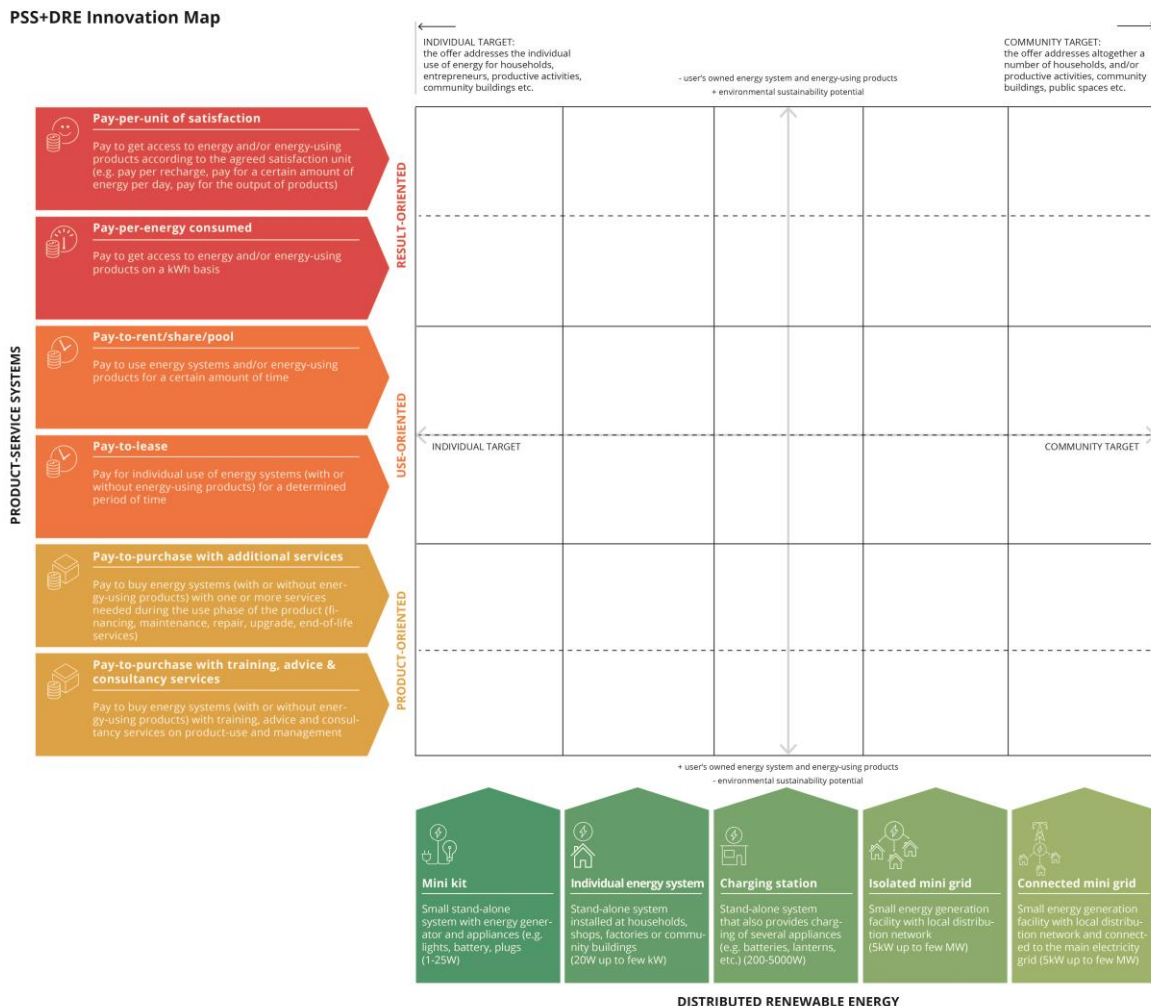 PSS+DRE Innovation Map
INDIVIDUAL TARGET:
the offer addresses the individual
use of energy for households,
entrepreneurs, productive activities,
community buildings etc.
- user's owned energy system and energy-using products
+ environmental sustainability potential
COMMUNITY TARGET:
the offer addresses altogether a
number of households, and/or
productive activities, community
buildings, public spaces etc.
PRODUCT-SERVICE SYSTEMS
RESULT-ORIENTED
Pay-per-unit of satisfaction
Pay to get access to energy and/or energy-using
products according to the agreed satisfaction unit
(e.g. pay per recharge, pay for a certain amount of
energy per day, pay for the output of products)
Pay-per-energy consumed
Pay to get access to energy and/or energy-using
products on a kWh basis
USE-ORIENTED
Pay-to-rent/share/pool
Pay to use energy systems and/or energy-using
products for a certain amount of time
INDIVIDUAL TARGET
COMMUNITY TARGET
Pay-to-lease
Pay for individual use of energy systems (with or
without energy-using products) for a determined
period of time
PRODUCT-ORIENTED
Pay-to-purchase with additional services
Pay to buy energy systems (with or without ener-
gy-using products) with one or more services
needed during the use phase of the product (fi-
nancing, maintenance, repair, upgrade, end-of-life
services)
Pay-to-purchase with training, advice &
consultancy services
Pay to buy energy systems (with or without ener-
gy-using products) with training, advice and consul-
tancy services on product-use and management
+ user's owned energy system and energy-using products
- environmental sustainability potential
Mini kit
Small stand-alone
system with energy gener-
ator and appliances (e.g.
lights, battery, plugs
(1-25W)
Individual energy system
Stand-alone system
installed at households,
shops, factories or commu-
nity buildings
(20W up to few kW)
Charging station
Stand-alone system
that also provides charg-
ing of several appliances
(e.g. batteries, lanterns,
etc.) (200-5000W)
Isolated mini grid
Small energy generation
facility with local distribu-
tion network
(5kW up to few MW)
Connected mini grid
Small energy generation
facility with local distribu-
tion network and connect-
ed to the main electricity
grid (5kW up to few MW)
DISTRIBUTED RENEWABLE ENERGY